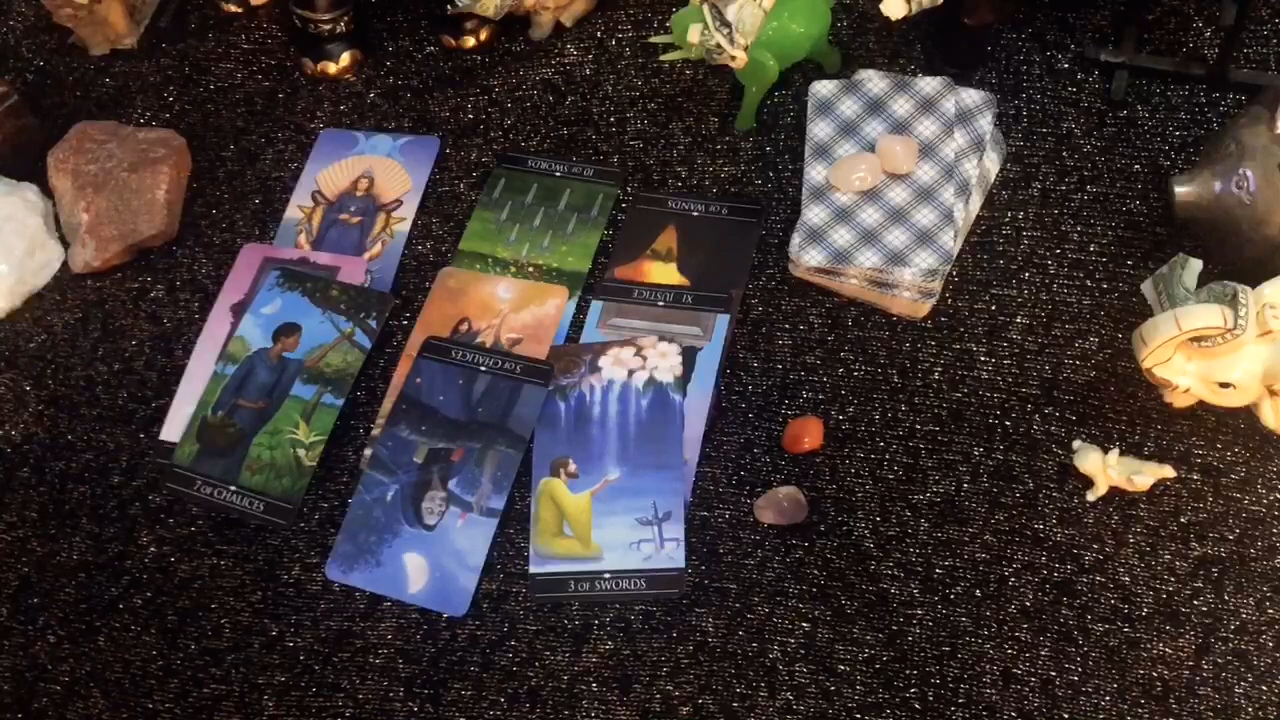 10 OF SWORDS
9 OF WANDS
XI · JUSTICE
5 OF CHALICES
7 OF CHALICES
3 OF SWORDS